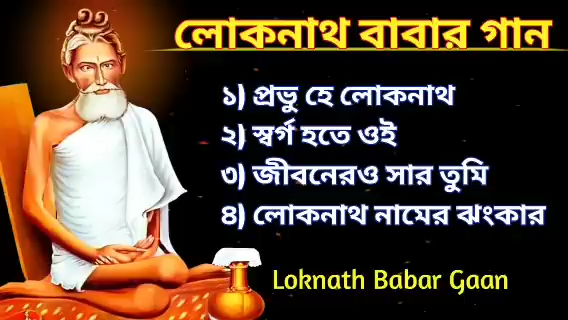 লোকনাথ বাবার গান
১) প্রভু হে লোকনাথ
২) স্বর্গ হতে ওই
৩) জীবনেরও সার তুমি
৪) লোকনাথ নামের ঝংকার
Loknath Babar Gaan